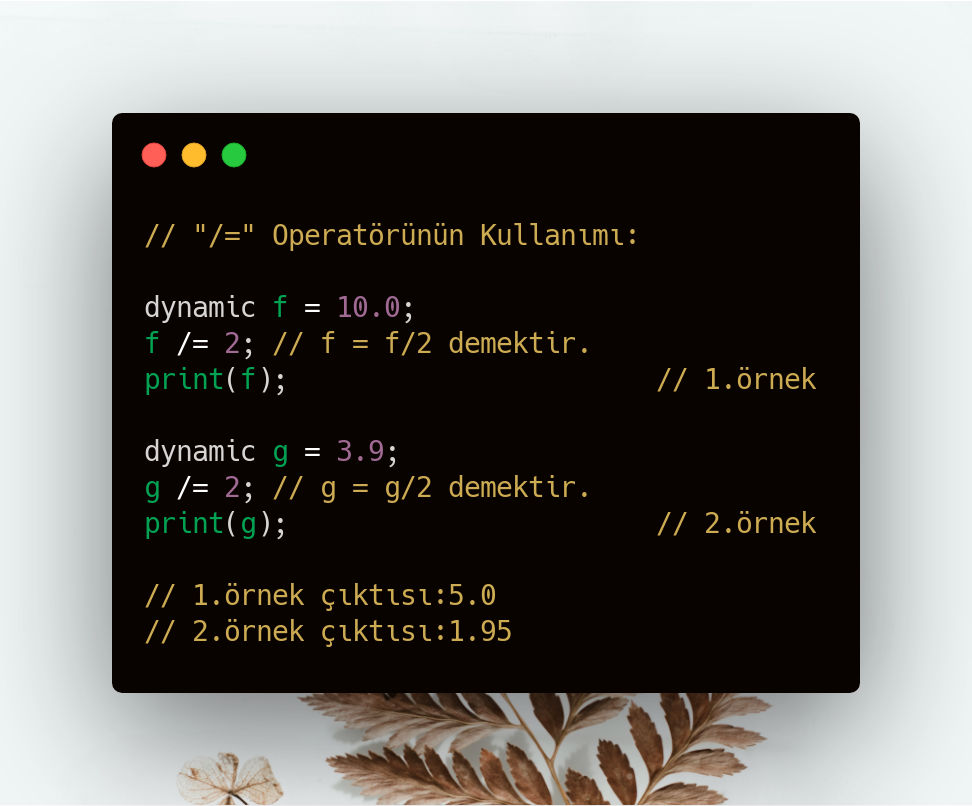 // "/=" Operatörünün Kullanımı:
dynamic f = 10.0;
f /= 2; // f = f/2 demektir.
print(f); // 1.örnek
dynamic g = 3.9;
g /= 2; // g = g/2 demektir.
print(g); // 2.örnek
// 1.örnek çıktısı:5.0
// 2.örnek çıktısı:1.95